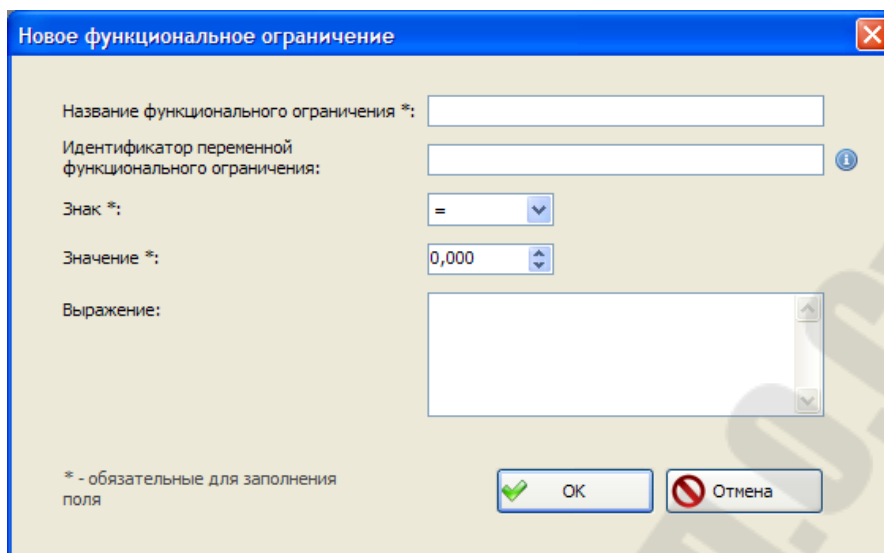 Новое функциональное ограничение
Название функционального ограничения *:
Идентификатор переменной
функционального ограничения:
Знак *:
=
Значение *:
0,000
Выражение:
* - обязательные для заполнения
поля
OK
Отмена